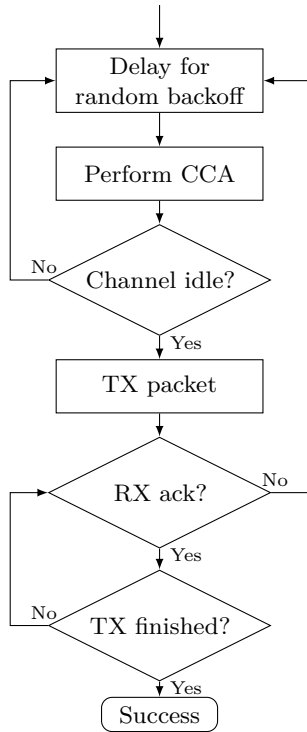 Delay for
random backoff
Perform CCA
No
Channel idle?
Yes
TX packet
RX ack?
No
Yes
No
TX finished?
Yes
Success